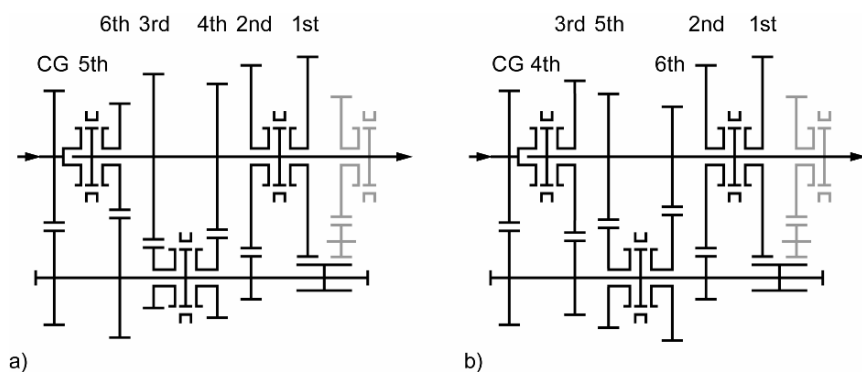 6th 3rd 4th 2nd 1st
CG 5th
a)
3rd 5th 2nd 1st
CG 4th 6th
b)